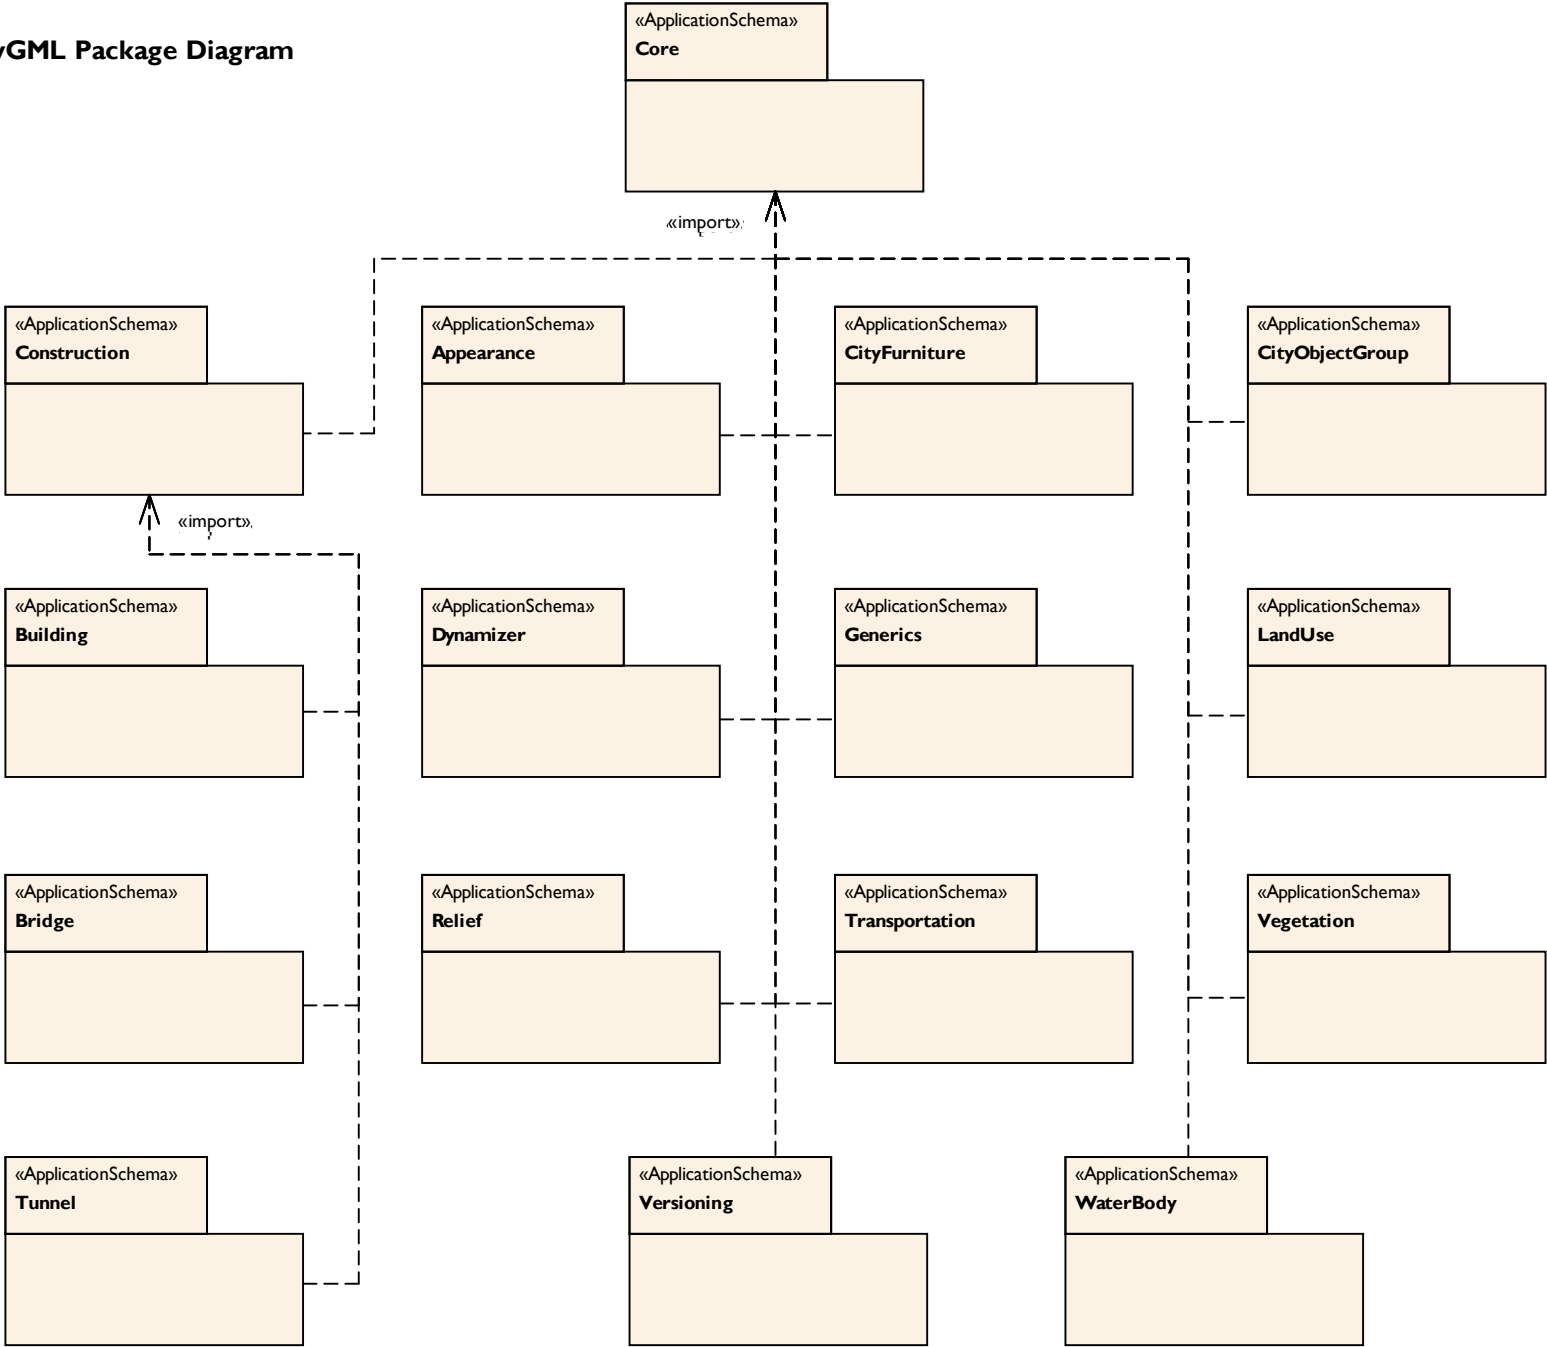 yGML Package Diagram
«ApplicationSchema»
Core
«import»
«ApplicationSchema»
Construction
«ApplicationSchema»
Appearance
«ApplicationSchema»
CityFurniture
«ApplicationSchema»
CityObjectGroup
«import»
«ApplicationSchema»
Building
«ApplicationSchema»
Dynamizer
«ApplicationSchema»
Generics
«ApplicationSchema»
LandUse
«ApplicationSchema»
Bridge
«ApplicationSchema»
Relief
«ApplicationSchema»
Transportation
«ApplicationSchema»
Vegetation
«ApplicationSchema»
Tunnel
«ApplicationSchema»
Versioning
«ApplicationSchema»
WaterBody